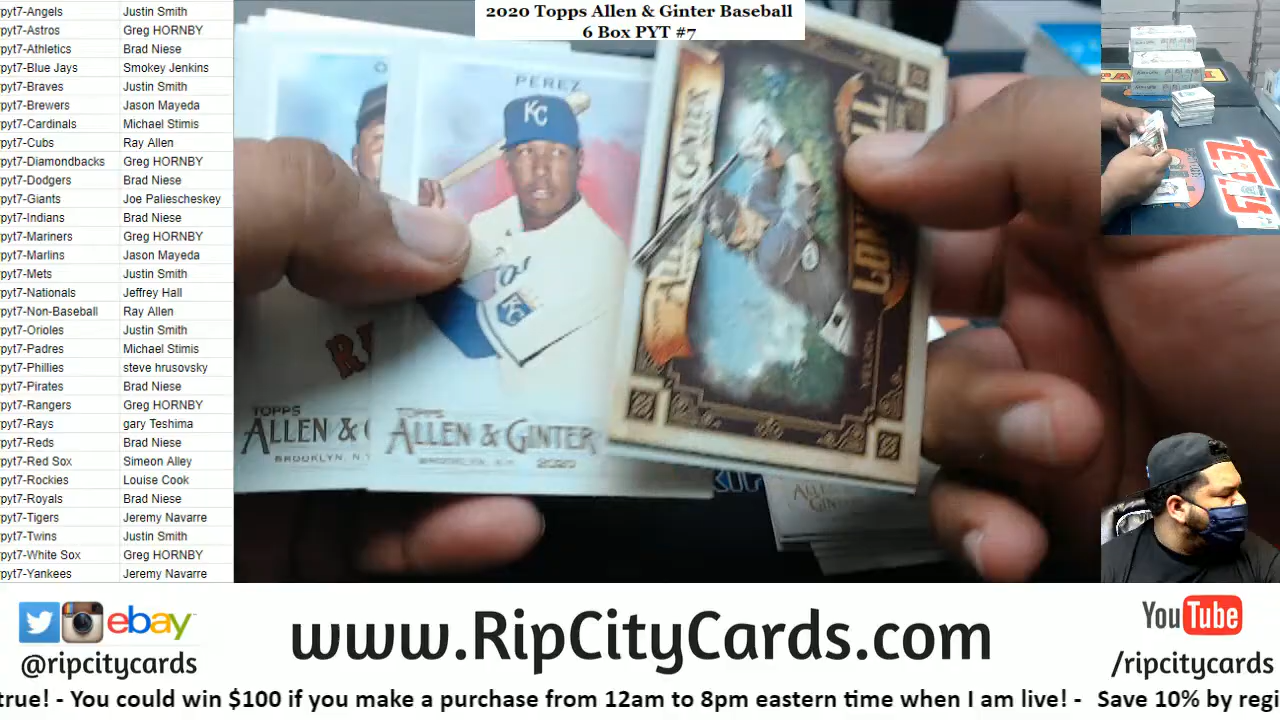 2020 Topps Allen & Ginter Baseball
6 Box PYT #7
pyt7-Angels Justin Smith
pyt7-Astros Greg HORNBY
pyt7-Athletics Brad Niese
pyt7-Blue Jays Smokey Jenkins
pyt7-Braves Justin Smith
pyt7-Brewers Jason Mayeda
pyt7-Cardinals Michael Stimis
pyt7-Cubs Ray Allen
pyt7-Diamondbacks Greg HORNBY
pyt7-Dodgers Brad Niese
pyt7-Giants Joe Paliescheskey
pyt7-Indians Brad Niese
pyt7-Mariners Greg HORNBY
pyt7-Marlins Jason Mayeda
pyt7-Mets Justin Smith
pyt7-Nationals Jeffrey Hall
pyt7-Non-Baseball Ray Allen
pyt7-Orioles Justin Smith
pyt7-Padres Michael Stimis
pyt7-Phillies steve hrusovsky
pyt7-Pirates Brad Niese
pyt7-Rangers Greg HORNBY
pyt7-Rays gary Teshima
pyt7-Reds Brad Niese
pyt7-Red Sox Simeon Alley
pyt7-Rockies Louise Cook
pyt7-Royals Brad Niese
pyt7-Tigers Jeremy Navarre
pyt7-Twins Justin Smith
pyt7-White Sox Greg HORNBY
pyt7-Yankees Jeremy Navarre
PEREZ
KC
KC
TOPPS
ALLEN & G
BROOKLYN, N.Y
TOPPS
ALLEN & GINTER
BROOKLYN, N.Y. 2020
YELICH
ALLEN &
GINTER
ebay
@ripcitycards
www.RipCityCards.com
YouTube
/ripcitycards
true! - You could win $100 if you make a purchase from 12am to 8pm eastern time when I am live! - Save 10% by regi